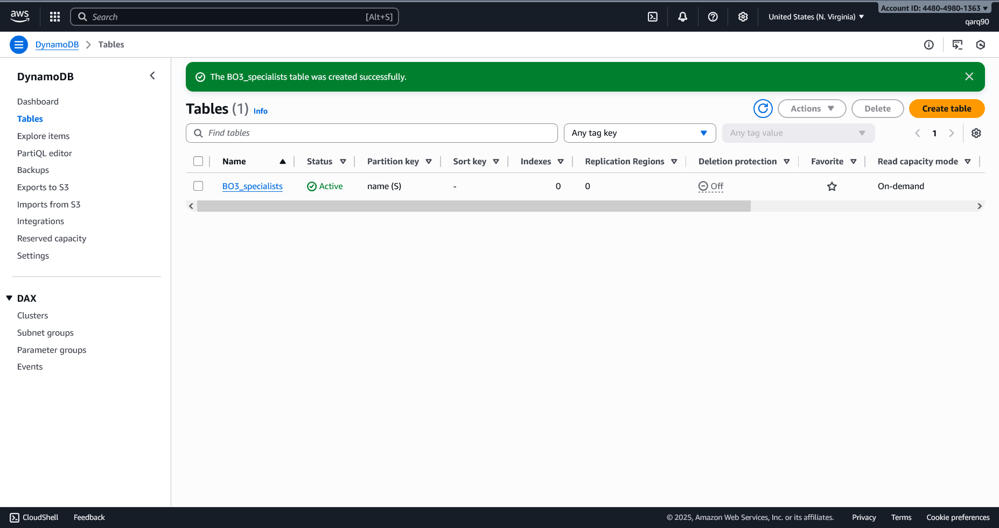 aws
Search [Alt+S]
United States (N. Virginia)
Account ID: 4480-4980-1363
qarq90
DynamoDB
Tables
DynamoDB
Dashboard
Tables
Explore items
PartiQL editor
Backups
Exports to S3
Imports from S3
Integrations
Reserved capacity
Settings
DAX
Clusters
Subnet groups
Parameter groups
Events
The BO3_specialists table was created successfully.
Tables (1) Info
Actions
Delete
Create table
Find tables
Any tag key
Any tag value
1
Name Status Partition key Sort key Indexes Replication Regions Deletion protection Favorite Read capacity mode
BO3_specialists Active name (S) - 0 0 Off On-demand
CloudShell Feedback © 2025, Amazon Web Services, Inc. or its affiliates. Privacy Terms Cookie preferences